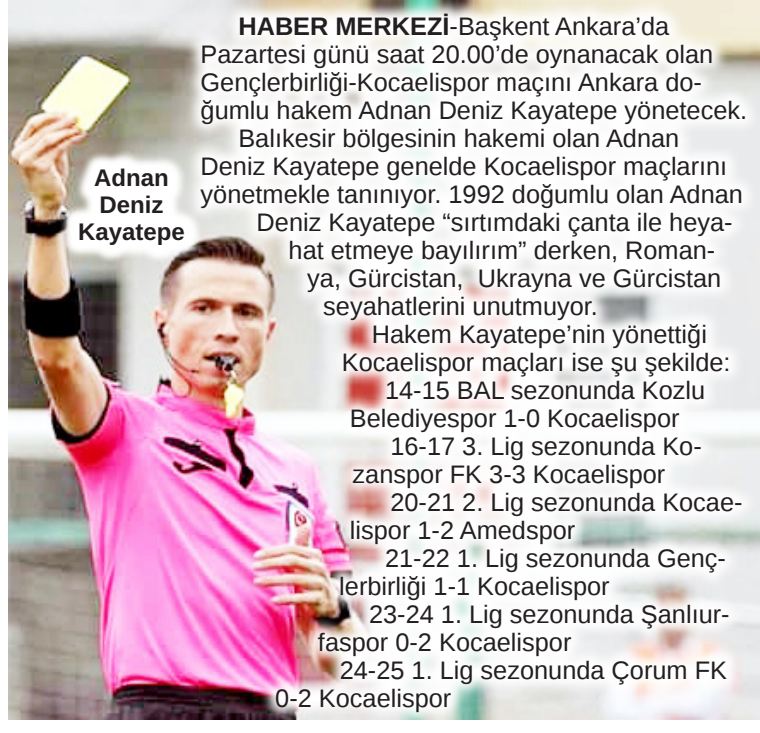 HABER MERKEZİ-Başkent Ankara’da
Pazartesi günü saat 20.00’de oynanacak olan
Gençlerbirliği-Kocaelispor maçını Ankara do-
ğumlu hakem Adnan Deniz Kayatepe yönetecek.
Balıkesir bölgesinin hakemi olan Adnan
Deniz Kayatepe genelde Kocaelispor maçlarını
yönetmekle tanınıyor. 1992 doğumlu olan Adnan
Deniz Kayatepe “sırtımdaki çanta ile heya-
hat etmeye bayılırım” derken, Roman-
ya, Gürcistan, Ukrayna ve Gürcistan
seyahatlerini unutmuyor.
Hakem Kayatepe’nin yönettiği
Kocaelispor maçları ise şu şekilde:
14-15 BAL sezonunda Kozlu
Belediyespor 1-0 Kocaelispor
16-17 3. Lig sezonunda Ko-
zanspor FK 3-3 Kocaelispor
20-21 2. Lig sezonunda Kocae-
lispor 1-2 Amedspor
21-22 1. Lig sezonunda Genç-
lerbirliği 1-1 Kocaelispor
23-24 1. Lig sezonunda Şanlıur-
faspor 0-2 Kocaelispor
24-25 1. Lig sezonunda Çorum FK
0-2 Kocaelispor
Adnan
Deniz
Kayatepe